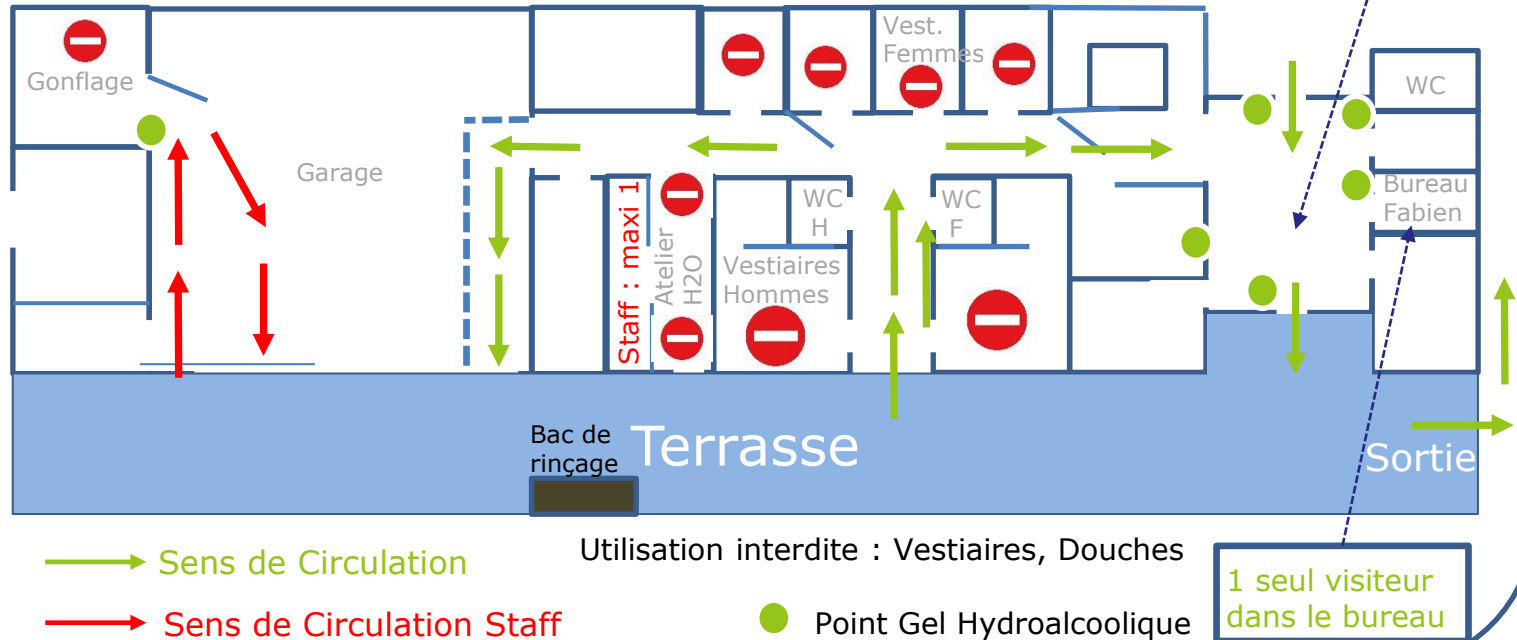 Gonflage
Garage
Vest.
Femmes
WC
Bureau
Fabien
Staff : maxi 1
Atelier
H2O
WC
H
WC
F
Vestiaires
Hommes
Bac de
rinçage
Terrasse
Sortie
Sens de Circulation
Utilisation interdite : Vestiaires, Douches
Sens de Circulation Staff
Point Gel Hydroalcoolique
1 seul visiteur
dans le bureau